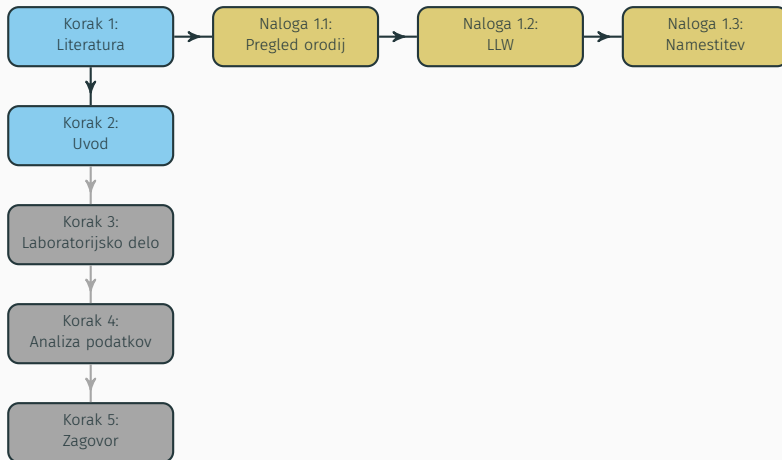 Korak 1:
Literatura
Naloga 1.1:
Pregled orodij
Naloga 1.2:
LLW
Naloga 1.3:
Namestitev
Korak 2:
Uvod
Korak 3:
Laboratorijsko delo
Korak 4:
Analiza podatkov
Korak 5:
Zagovor